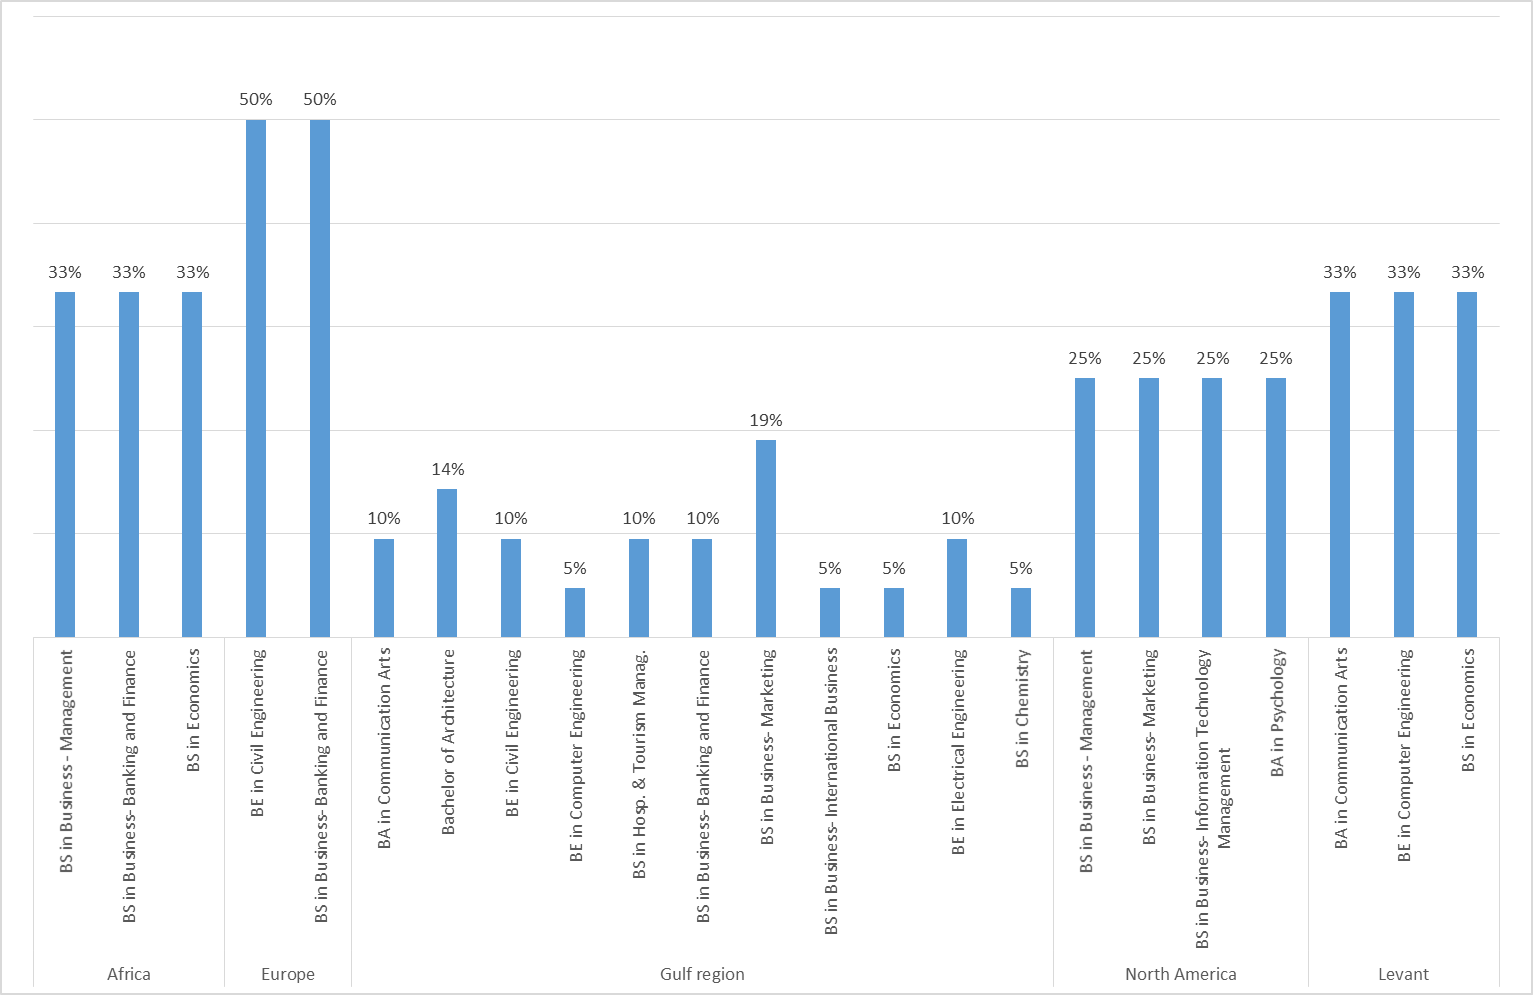 50%
50%
33%
33%
33%
33%
33%
33%
25%
25%
25%
25%
19%
14%
10%
10%
10%
10%
10%
5%
5%
5%
5%
BS in Business - Management
BS in Business- Banking and Finance
BS in Economics
BE in Civil Engineering
BS in Business- Banking and Finance
BA in Communication Arts
Bachelor of Architecture
BE in Civil Engineering
BE in Computer Engineering
BS in Hosp. & Tourism Manag.
BS in Business- Banking and Finance
BS in Business- Marketing
BS in Business- International Business
BS in Economics
BE in Electrical Engineering
BS in Chemistry
BS in Business - Management
BS in Business- Marketing
BS in Business- Information Technology
Management
BA in Psychology
BA in Communication Arts
BE in Computer Engineering
BS in Economics
Africa
Europe
Gulf region
North America
Levant